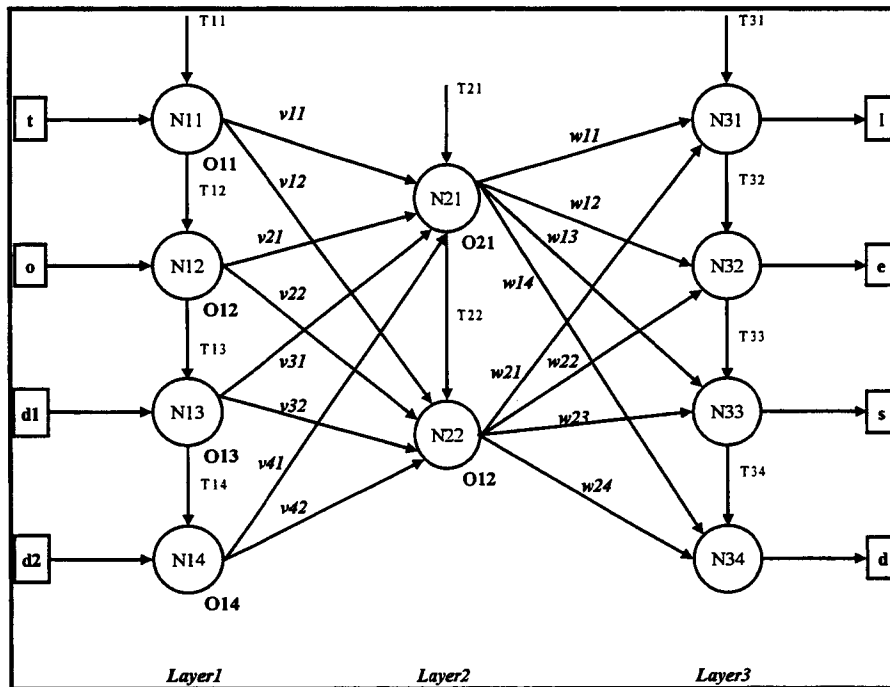 T11
T31
T21
t
N11
v11
w11
N31
l
O11
v12
T12
T32
N21
w12
v21
O21
w13
o
N12
N32
e
O12
v22
w14
T13
T22
T33
v31
w21
w22
d1
N13
v32
N33
s
w23
O13
N22
v41
O12
T14
w24
T34
v42
d2
N14
N34
d
O14
Layer1
Layer2
Layer3